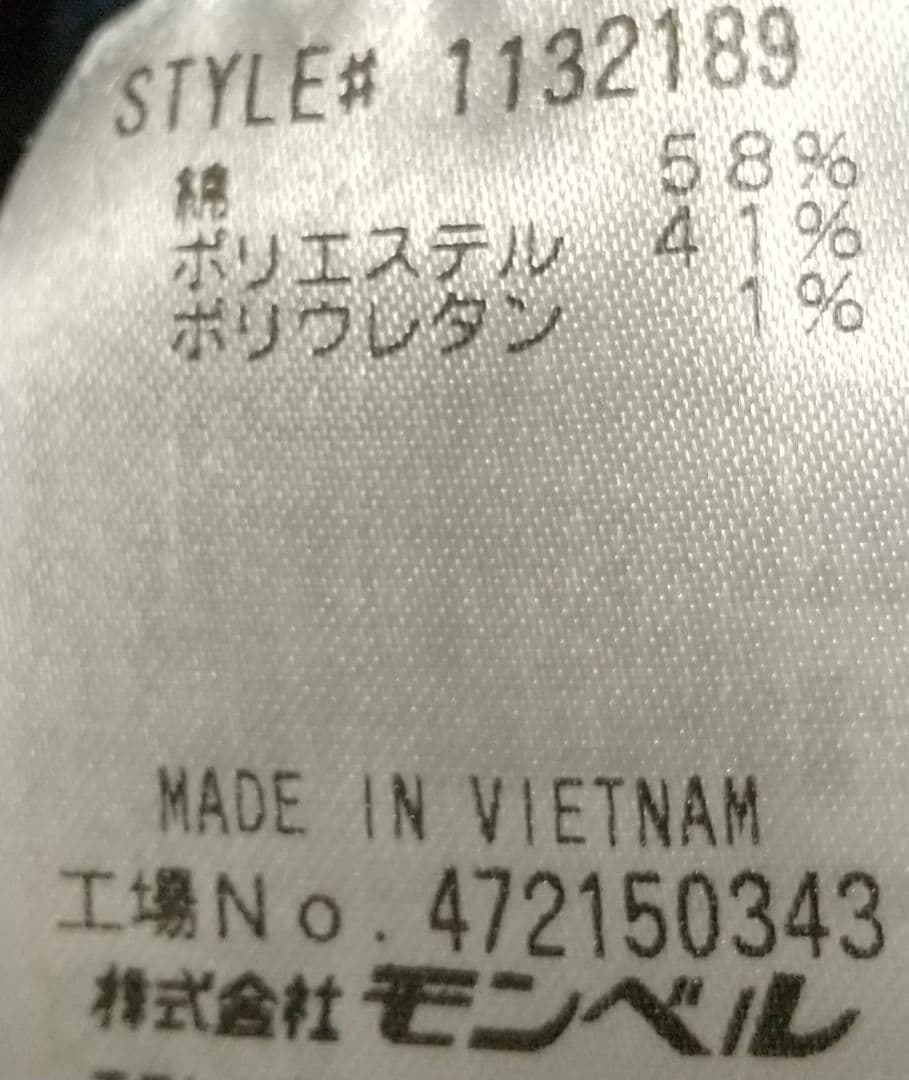 STYLE# 1132189
綿 58%
ポリエステル 41%
ポリウレタン 1%
MADE IN VIETNAM
工場No.472150343
株式会社モンベル